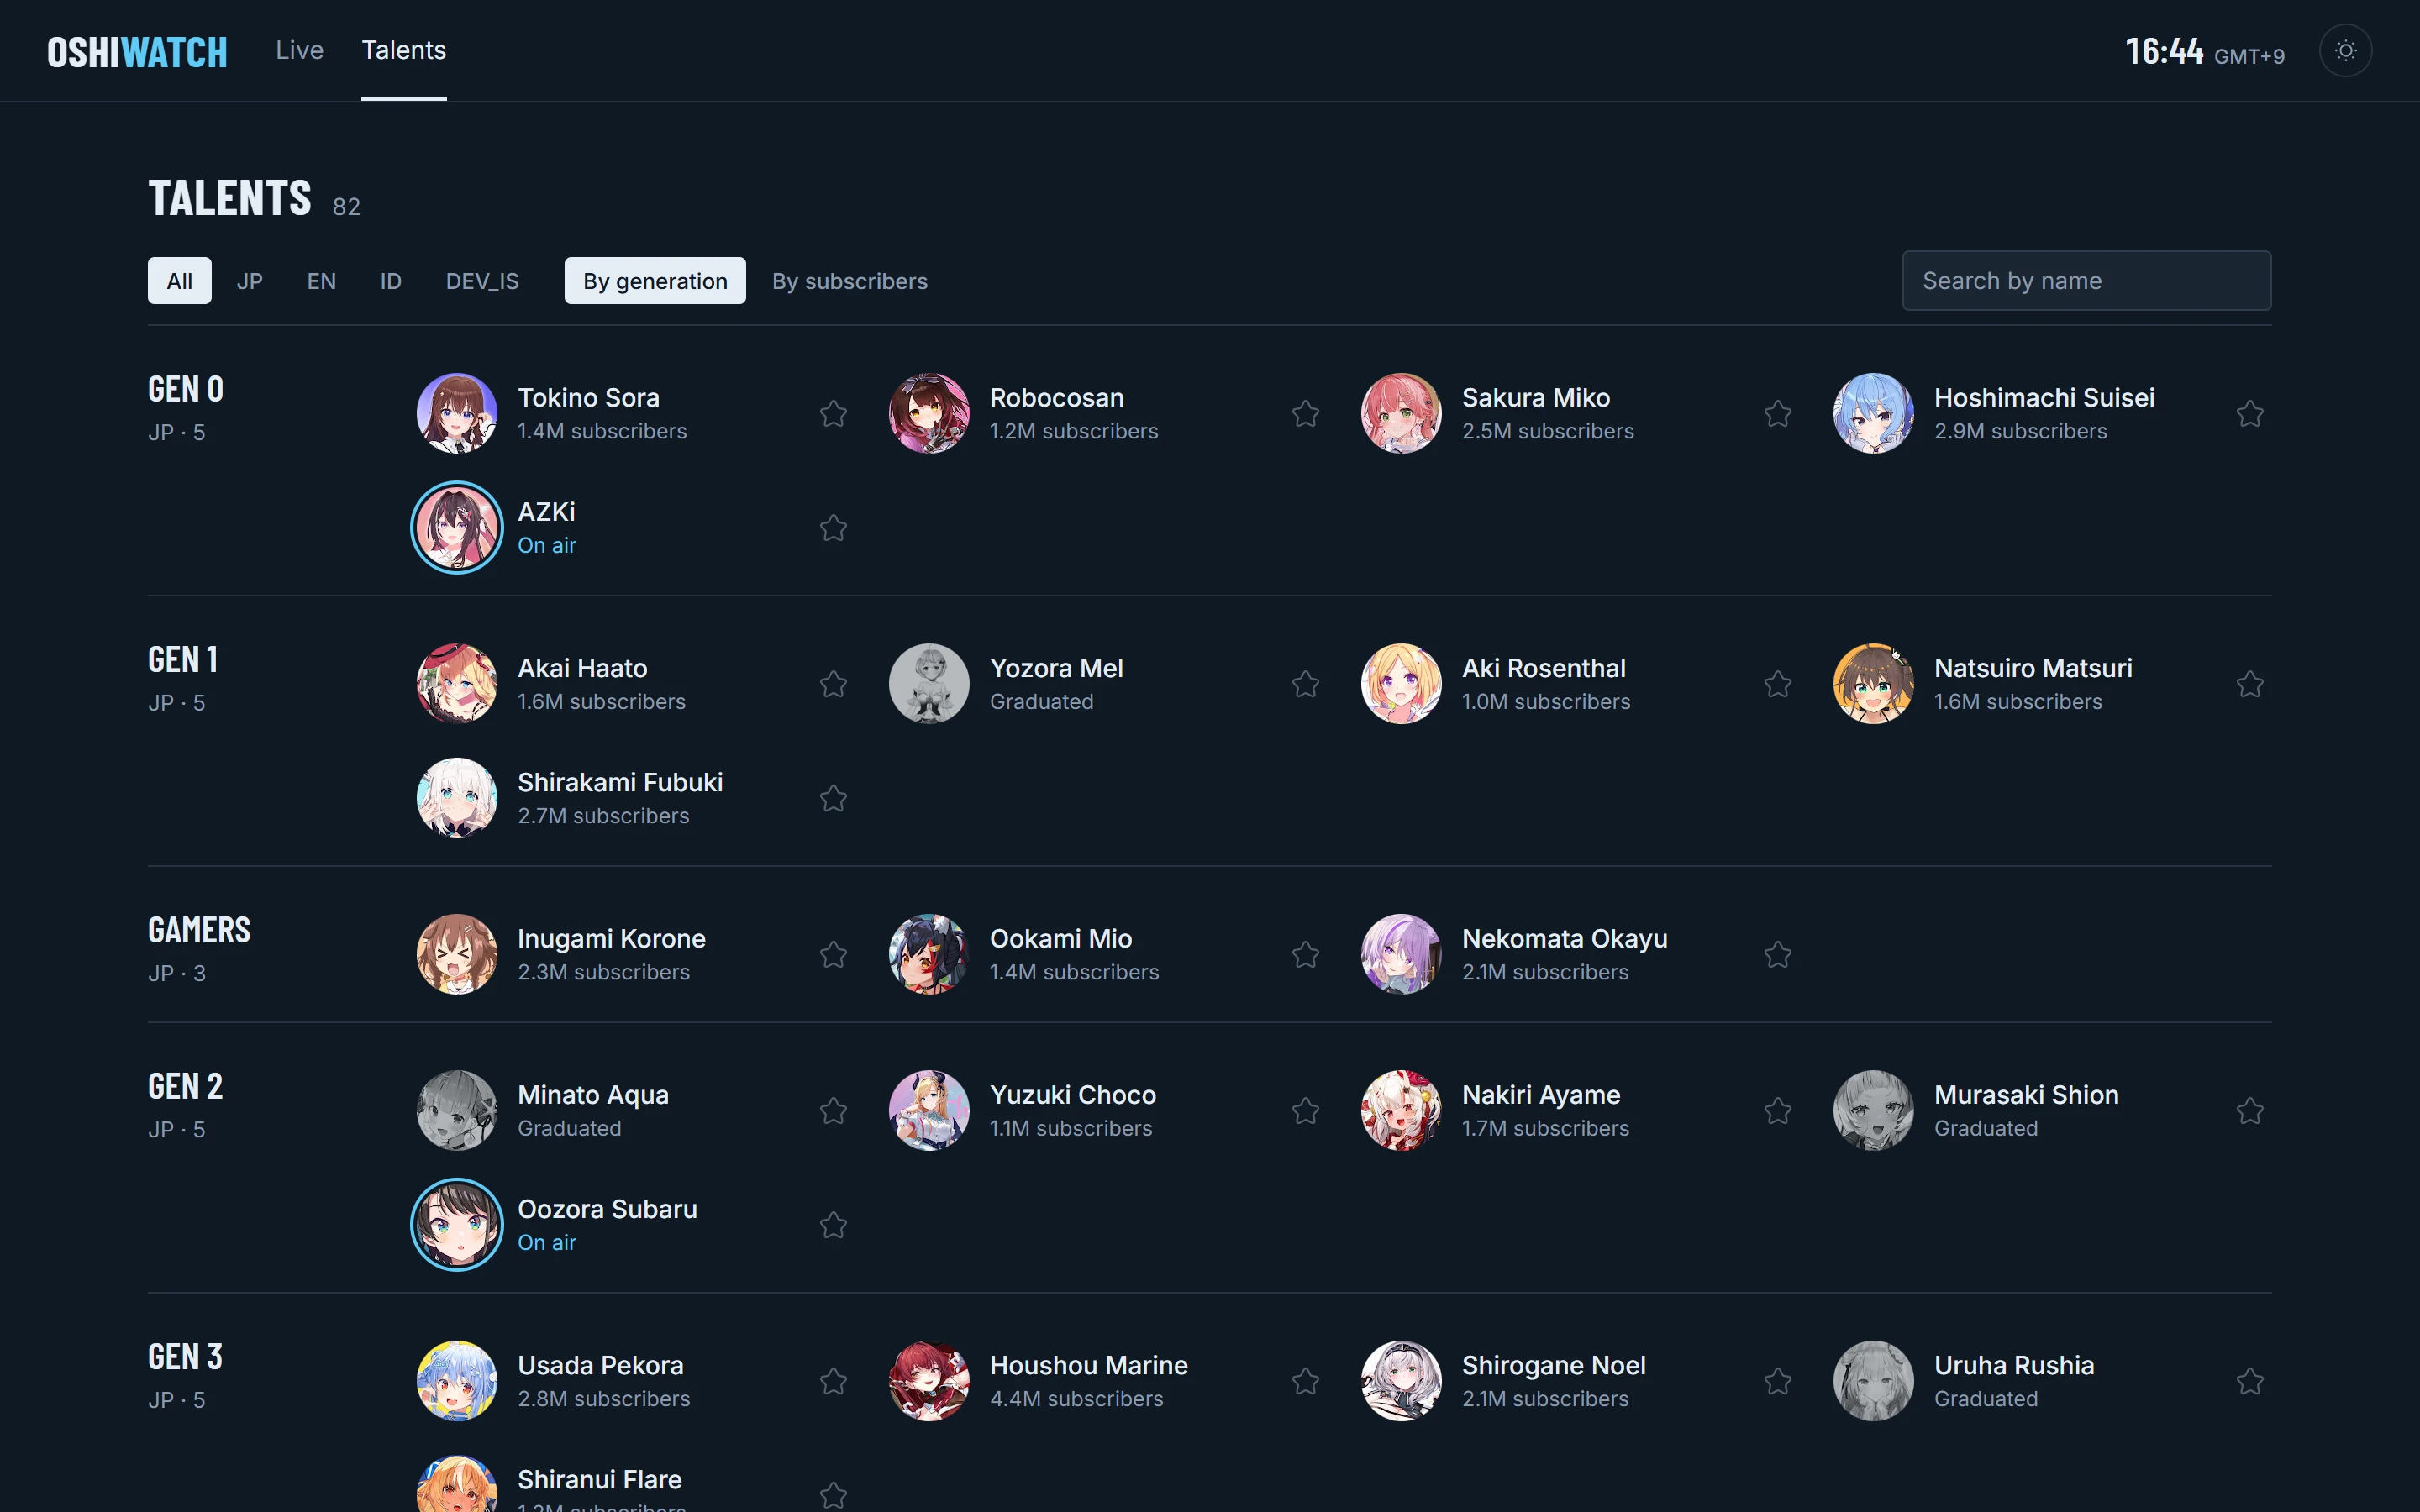 OSHIWATCH Live Talents 16:44 GMT+9
TALENTS 82
All JP EN ID DEV_IS By generation By subscribers Search by name
GEN 0
JP · 5
Tokino Sora
1.4M subscribers
Robocosan
1.2M subscribers
Sakura Miko
2.5M subscribers
Hoshimachi Suisei
2.9M subscribers
AZKi
On air
GEN 1
JP · 5
Akai Haato
1.6M subscribers
Yozora Mel
Graduated
Aki Rosenthal
1.0M subscribers
Natsuiro Matsuri
1.6M subscribers
Shirakami Fubuki
2.7M subscribers
GAMERS
JP · 3
Inugami Korone
2.3M subscribers
Ookami Mio
1.4M subscribers
Nekomata Okayu
2.1M subscribers
GEN 2
JP · 5
Minato Aqua
Graduated
Yuzuki Choco
1.1M subscribers
Nakiri Ayame
1.7M subscribers
Murasaki Shion
Graduated
Oozora Subaru
On air
GEN 3
JP · 5
Usada Pekora
2.8M subscribers
Houshou Marine
4.4M subscribers
Shirogane Noel
2.1M subscribers
Uruha Rushia
Graduated
Shiranui Flare